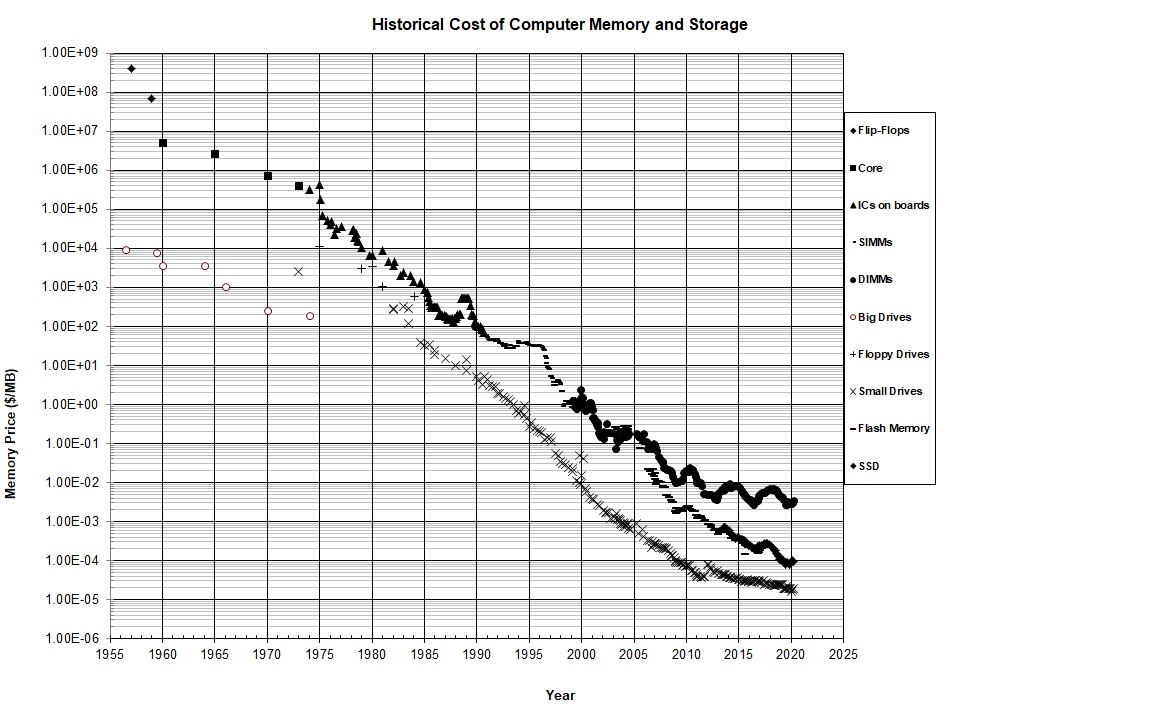 Historical Cost of Computer Memory and Storage
1.00E+09
1.00E+08
1.00E+07
1.00E+06
1.00E+05
1.00E+04
1.00E+03
1.00E+02
1.00E+01
1.00E+00
1.00E-01
1.00E-02
1.00E-03
1.00E-04
1.00E-05
1.00E-06
Memory Price ($/MB)
1955 1960 1965 1970 1975 1980 1985 1990 1995 2000 2005 2010 2015 2020 2025
Year
Flip-Flops
Core
ICs on boards
SIMMs
DIMMs
Big Drives
Floppy Drives
Small Drives
Flash Memory
SSD